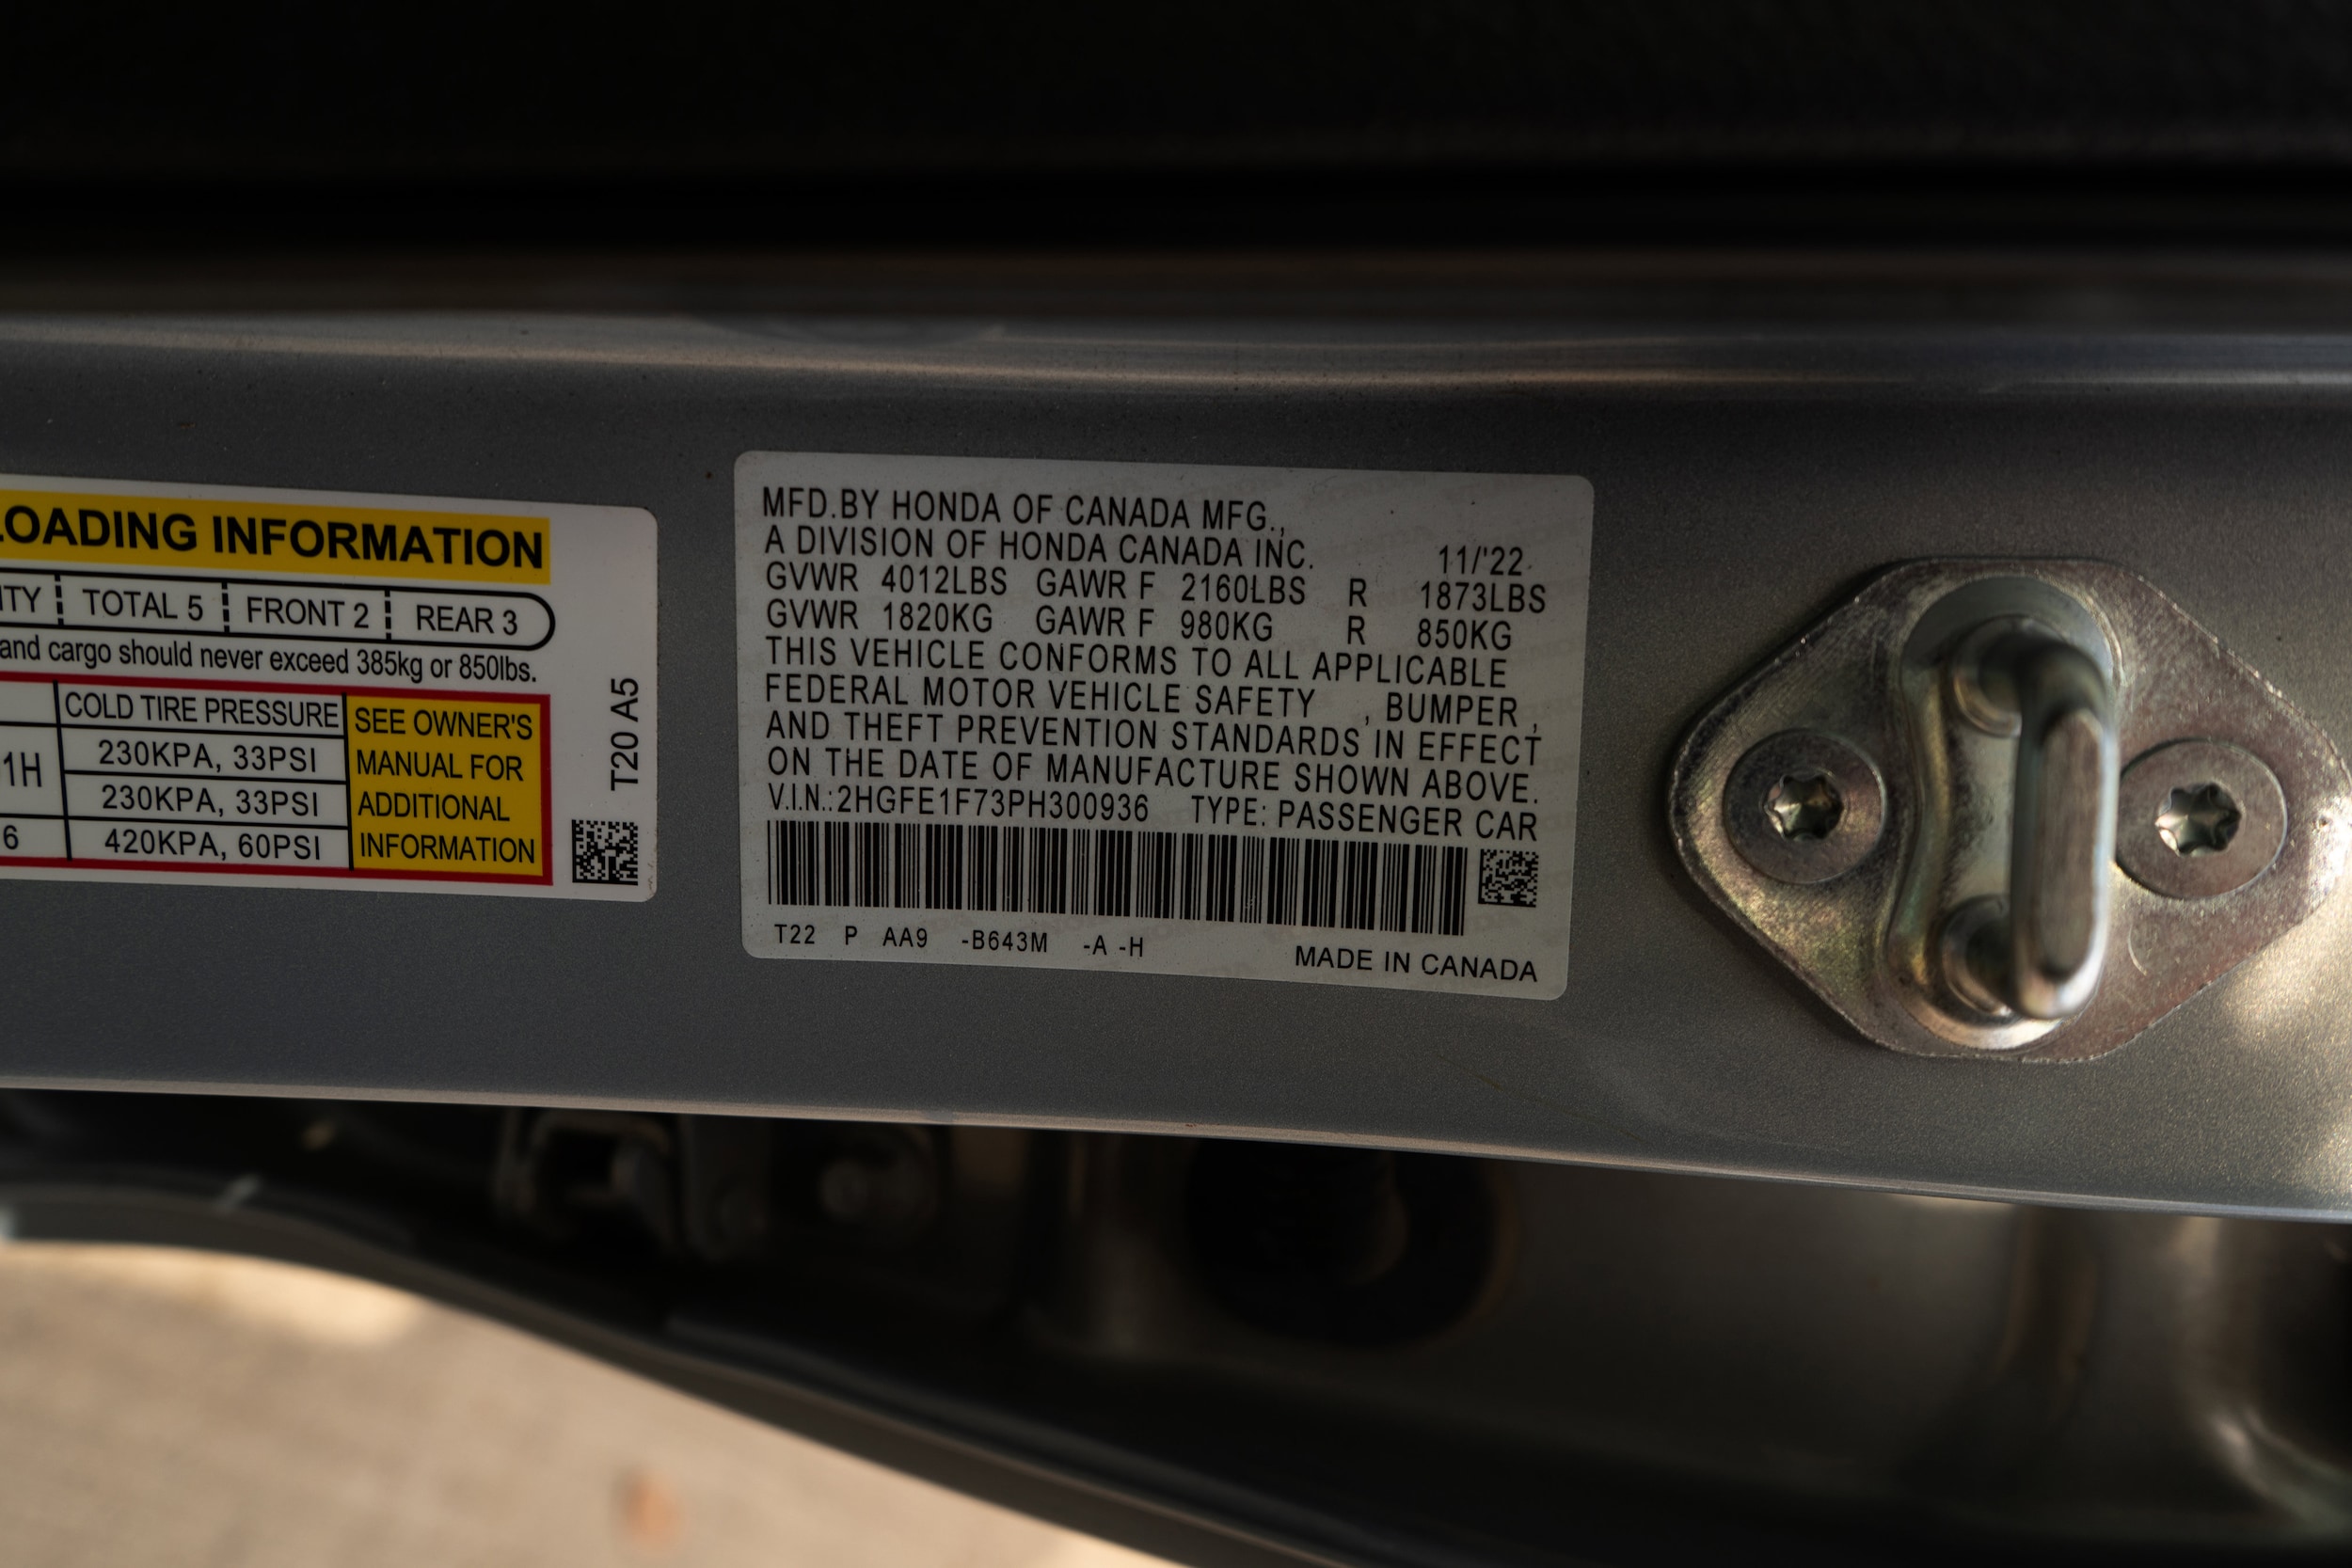 LOADING INFORMATION
ITY TOTAL 5 FRONT 2 REAR 3
and cargo should never exceed 385kg or 850lbs.
COLD TIRE PRESSURE
1H 230KPA, 33PSI
230KPA, 33PSI
6 420KPA, 60PSI
SEE OWNER'S
MANUAL FOR
ADDITIONAL
INFORMATION
T20 A5
MFD.BY HONDA OF CANADA MFG.,
A DIVISION OF HONDA CANADA INC. 11/'22
GVWR 4012LBS GAWR F 2160LBS R 1873LBS
GVWR 1820KG GAWR F 980KG R 850KG
THIS VEHICLE CONFORMS TO ALL APPLICABLE
FEDERAL MOTOR VEHICLE SAFETY , BUMPER ,
AND THEFT PREVENTION STANDARDS IN EFFECT
ON THE DATE OF MANUFACTURE SHOWN ABOVE.
V.I.N.:2HGFE1F73PH300936 TYPE: PASSENGER CAR
T22 P AA9 -B643M -A -H MADE IN CANADA